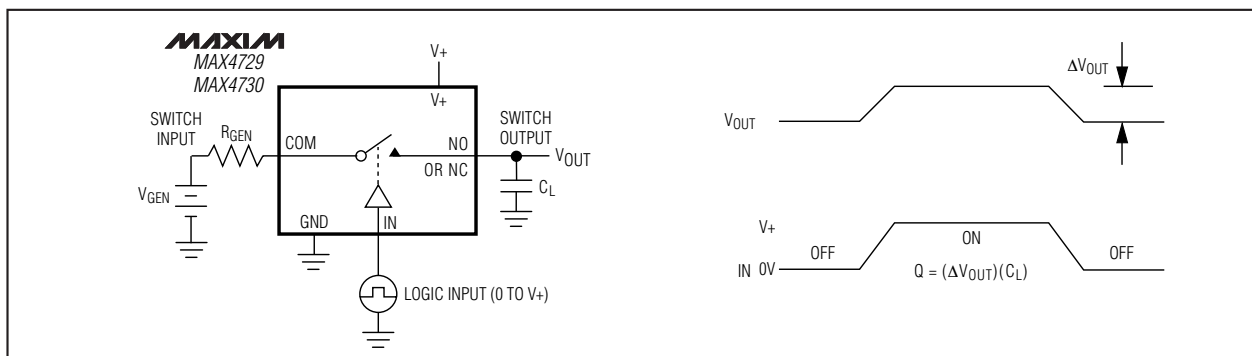 MAXIM
MAX4729
MAX4730
V+
V+
SWITCH
INPUT
RGEN
COM
NO
OR NC
SWITCH
OUTPUT
VOUT
CL
VGEN
GND
IN
LOGIC INPUT (0 TO V+)
VOUT
ΔVOUT
V+
IN 0V
OFF
ON
OFF
Q = (ΔVOUT)(CL)